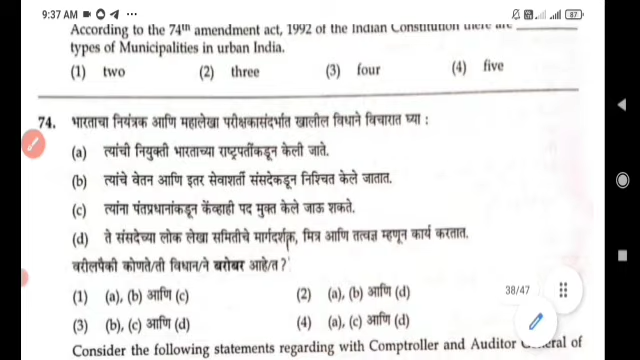 9:37 AM
87
According to the 74th amendment act, 1992 of the Indian Constitution there are
types of Municipalities in urban India.
(1) two (2) three (3) four (4) five
74. भारताचा नियंत्रक आणि महालेखा परीक्षकासंदर्भात खालील विधाने विचारात घ्या :
(a) त्यांची नियुक्ती भारताच्या राष्ट्रपतींकडून केली जाते.
(b) त्यांचे वेतन आणि इतर सेवाशर्ती संसदेकडून निश्चित केले जातात.
(c) त्यांना पंतप्रधानांकडून केंव्हाही पद मुक्त केले जाऊ शकते.
(d) ते संसदेच्या लोक लेखा समितीचे मार्गदर्शक, मित्र आणि तत्वज्ञ म्हणून कार्य करतात.
वरीलपैकी कोणते/ती विधान/ने बरोबर आहे/त ?
(1) (a), (b) आणि (c) (2) (a), (b) आणि (d)
38/47
(3) (b), (c) आणि (d) (4) (a), (c) आणि (d)
Consider the following statements regarding with Comptroller and Auditor General of